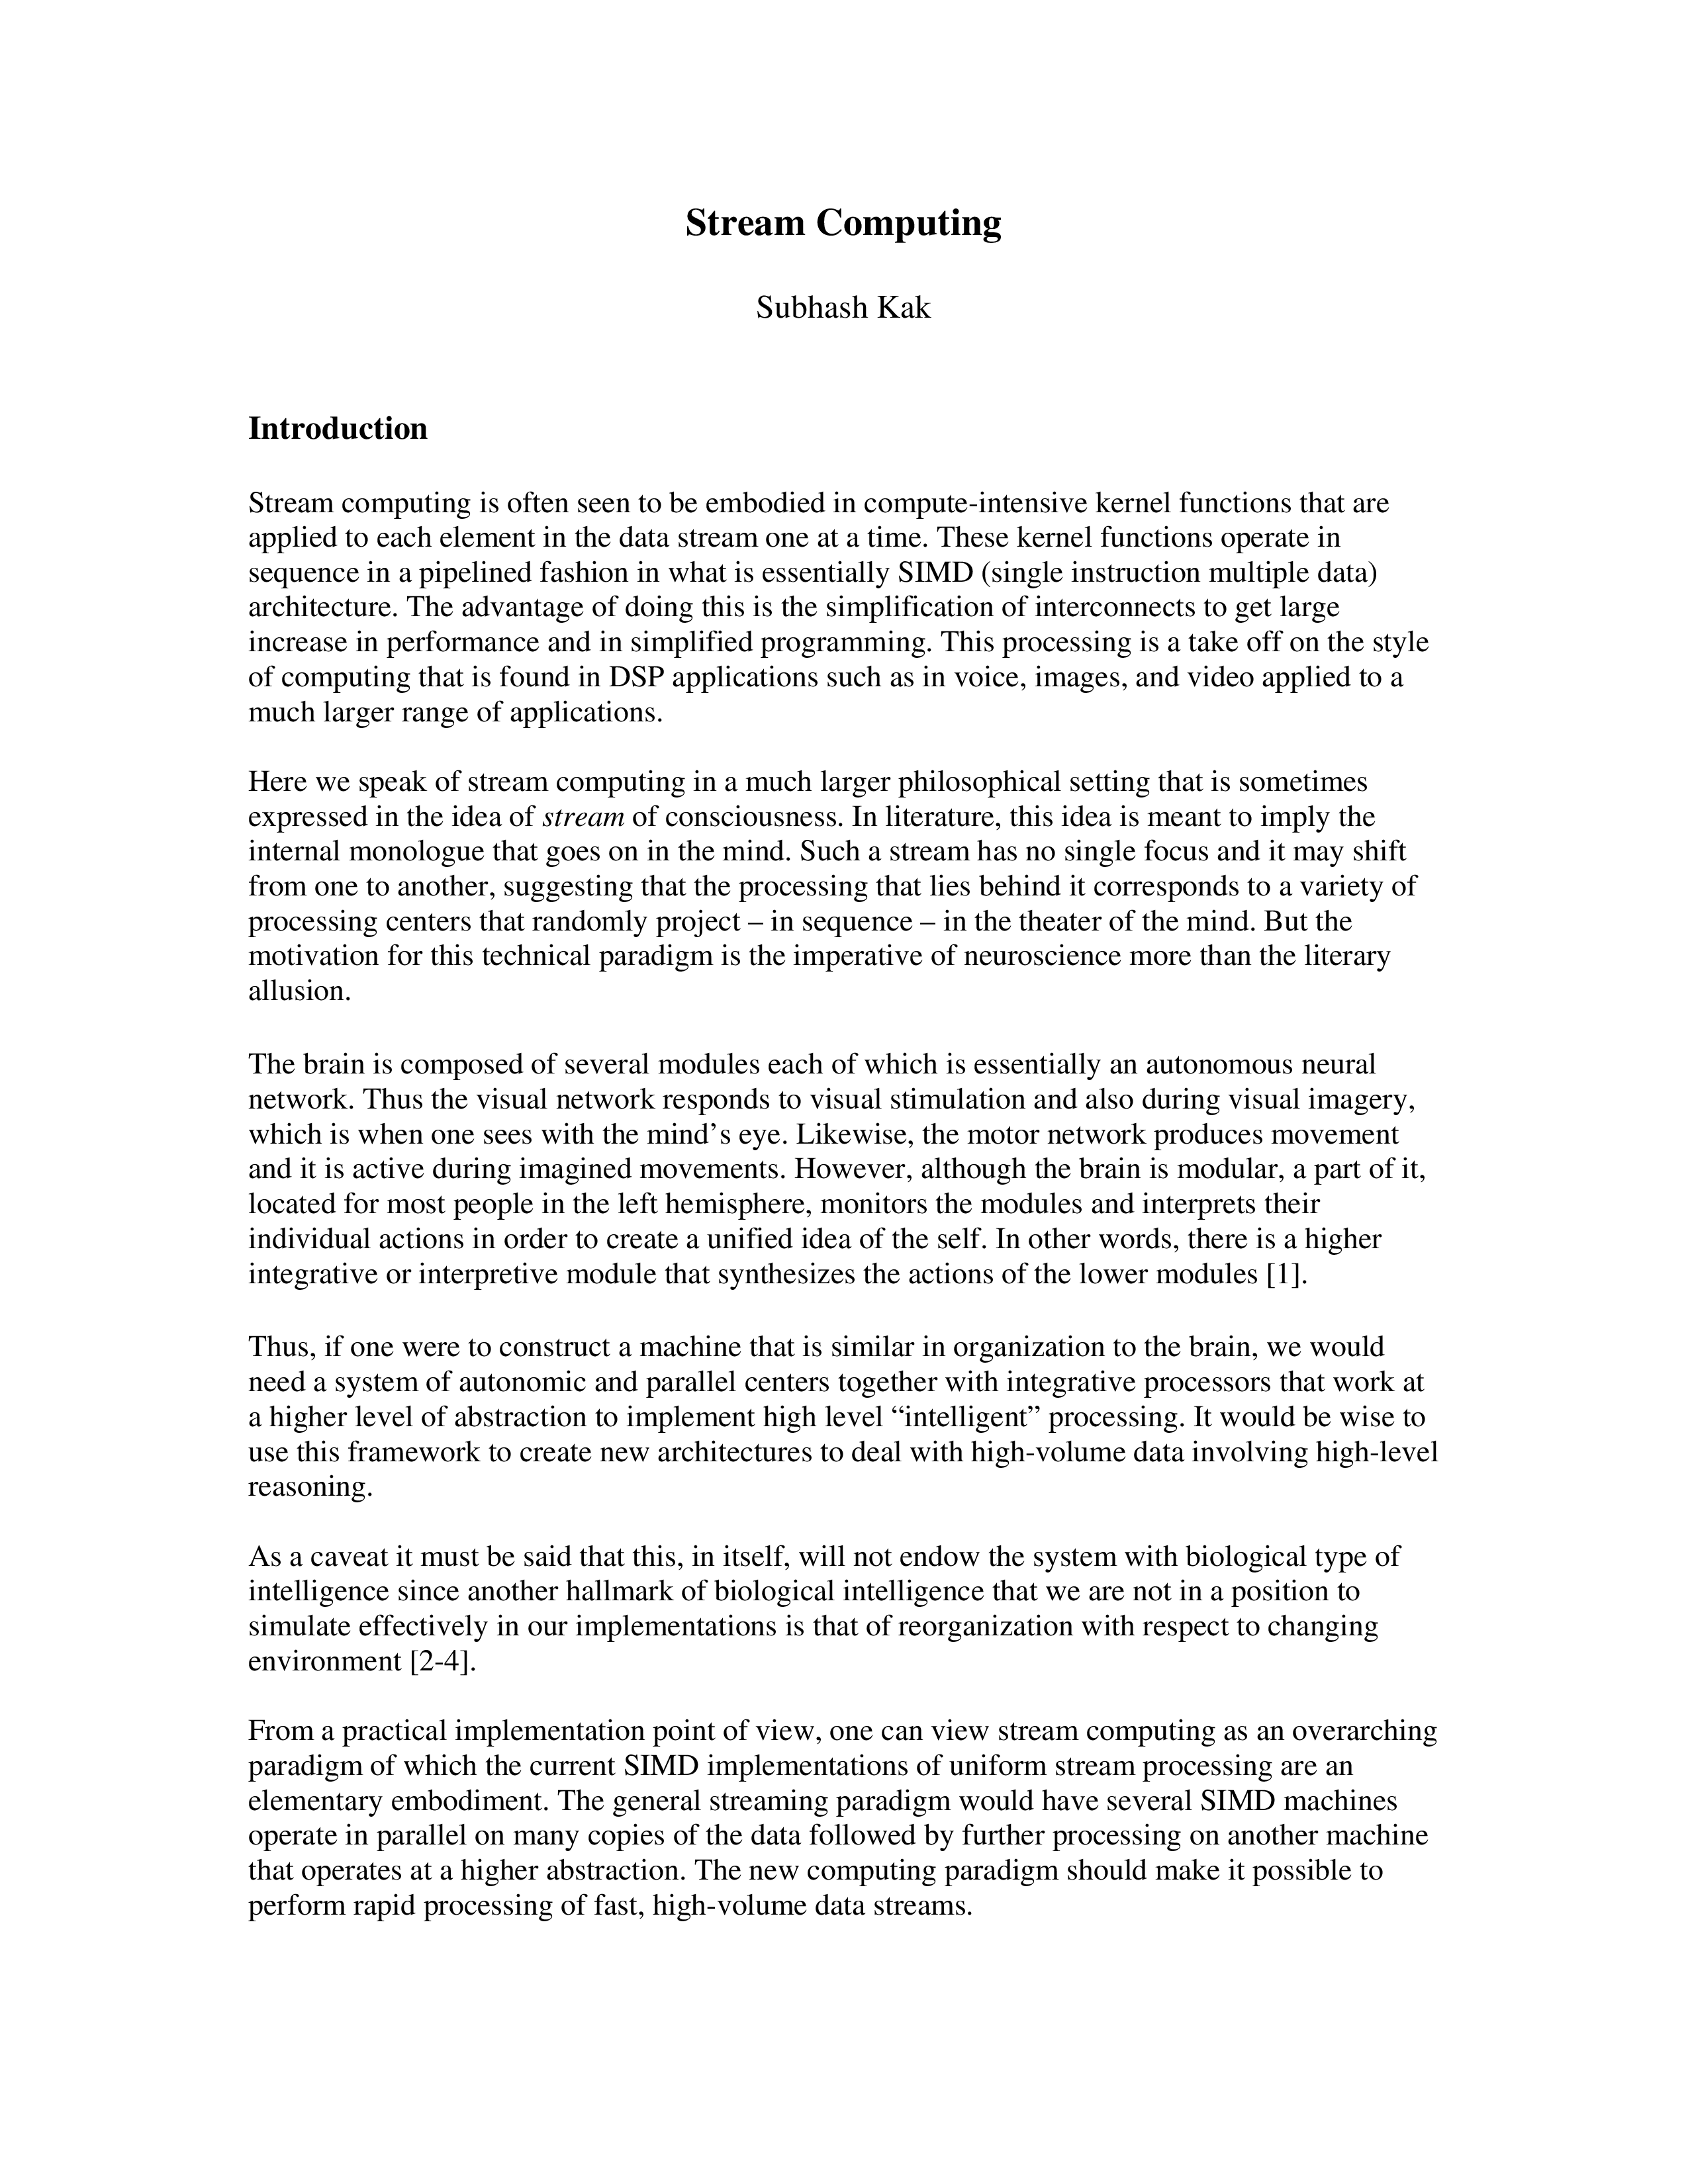 Stream Computing
Subhash Kak
Introduction
Stream computing is often seen to be embodied in compute-intensive kernel functions that are
applied to each element in the data stream one at a time. These kernel functions operate in
sequence in a pipelined fashion in what is essentially SIMD (single instruction multiple data)
architecture. The advantage of doing this is the simplification of interconnects to get large
increase in performance and in simplified programming. This processing is a take off on the style
of computing that is found in DSP applications such as in voice, images, and video applied to a
much larger range of applications.
Here we speak of stream computing in a much larger philosophical setting that is sometimes
expressed in the idea of stream of consciousness. In literature, this idea is meant to imply the
internal monologue that goes on in the mind. Such a stream has no single focus and it may shift
from one to another, suggesting that the processing that lies behind it corresponds to a variety of
processing centers that randomly project – in sequence – in the theater of the mind. But the
motivation for this technical paradigm is the imperative of neuroscience more than the literary
allusion.
The brain is composed of several modules each of which is essentially an autonomous neural
network. Thus the visual network responds to visual stimulation and also during visual imagery,
which is when one sees with the mind’s eye. Likewise, the motor network produces movement
and it is active during imagined movements. However, although the brain is modular, a part of it,
located for most people in the left hemisphere, monitors the modules and interprets their
individual actions in order to create a unified idea of the self. In other words, there is a higher
integrative or interpretive module that synthesizes the actions of the lower modules [1].
Thus, if one were to construct a machine that is similar in organization to the brain, we would
need a system of autonomic and parallel centers together with integrative processors that work at
a higher level of abstraction to implement high level “intelligent” processing. It would be wise to
use this framework to create new architectures to deal with high-volume data involving high-level
reasoning.
As a caveat it must be said that this, in itself, will not endow the system with biological type of
intelligence since another hallmark of biological intelligence that we are not in a position to
simulate effectively in our implementations is that of reorganization with respect to changing
environment [2-4].
From a practical implementation point of view, one can view stream computing as an overarching
paradigm of which the current SIMD implementations of uniform stream processing are an
elementary embodiment. The general streaming paradigm would have several SIMD machines
operate in parallel on many copies of the data followed by further processing on another machine
that operates at a higher abstraction. The new computing paradigm should make it possible to
perform rapid processing of fast, high-volume data streams.